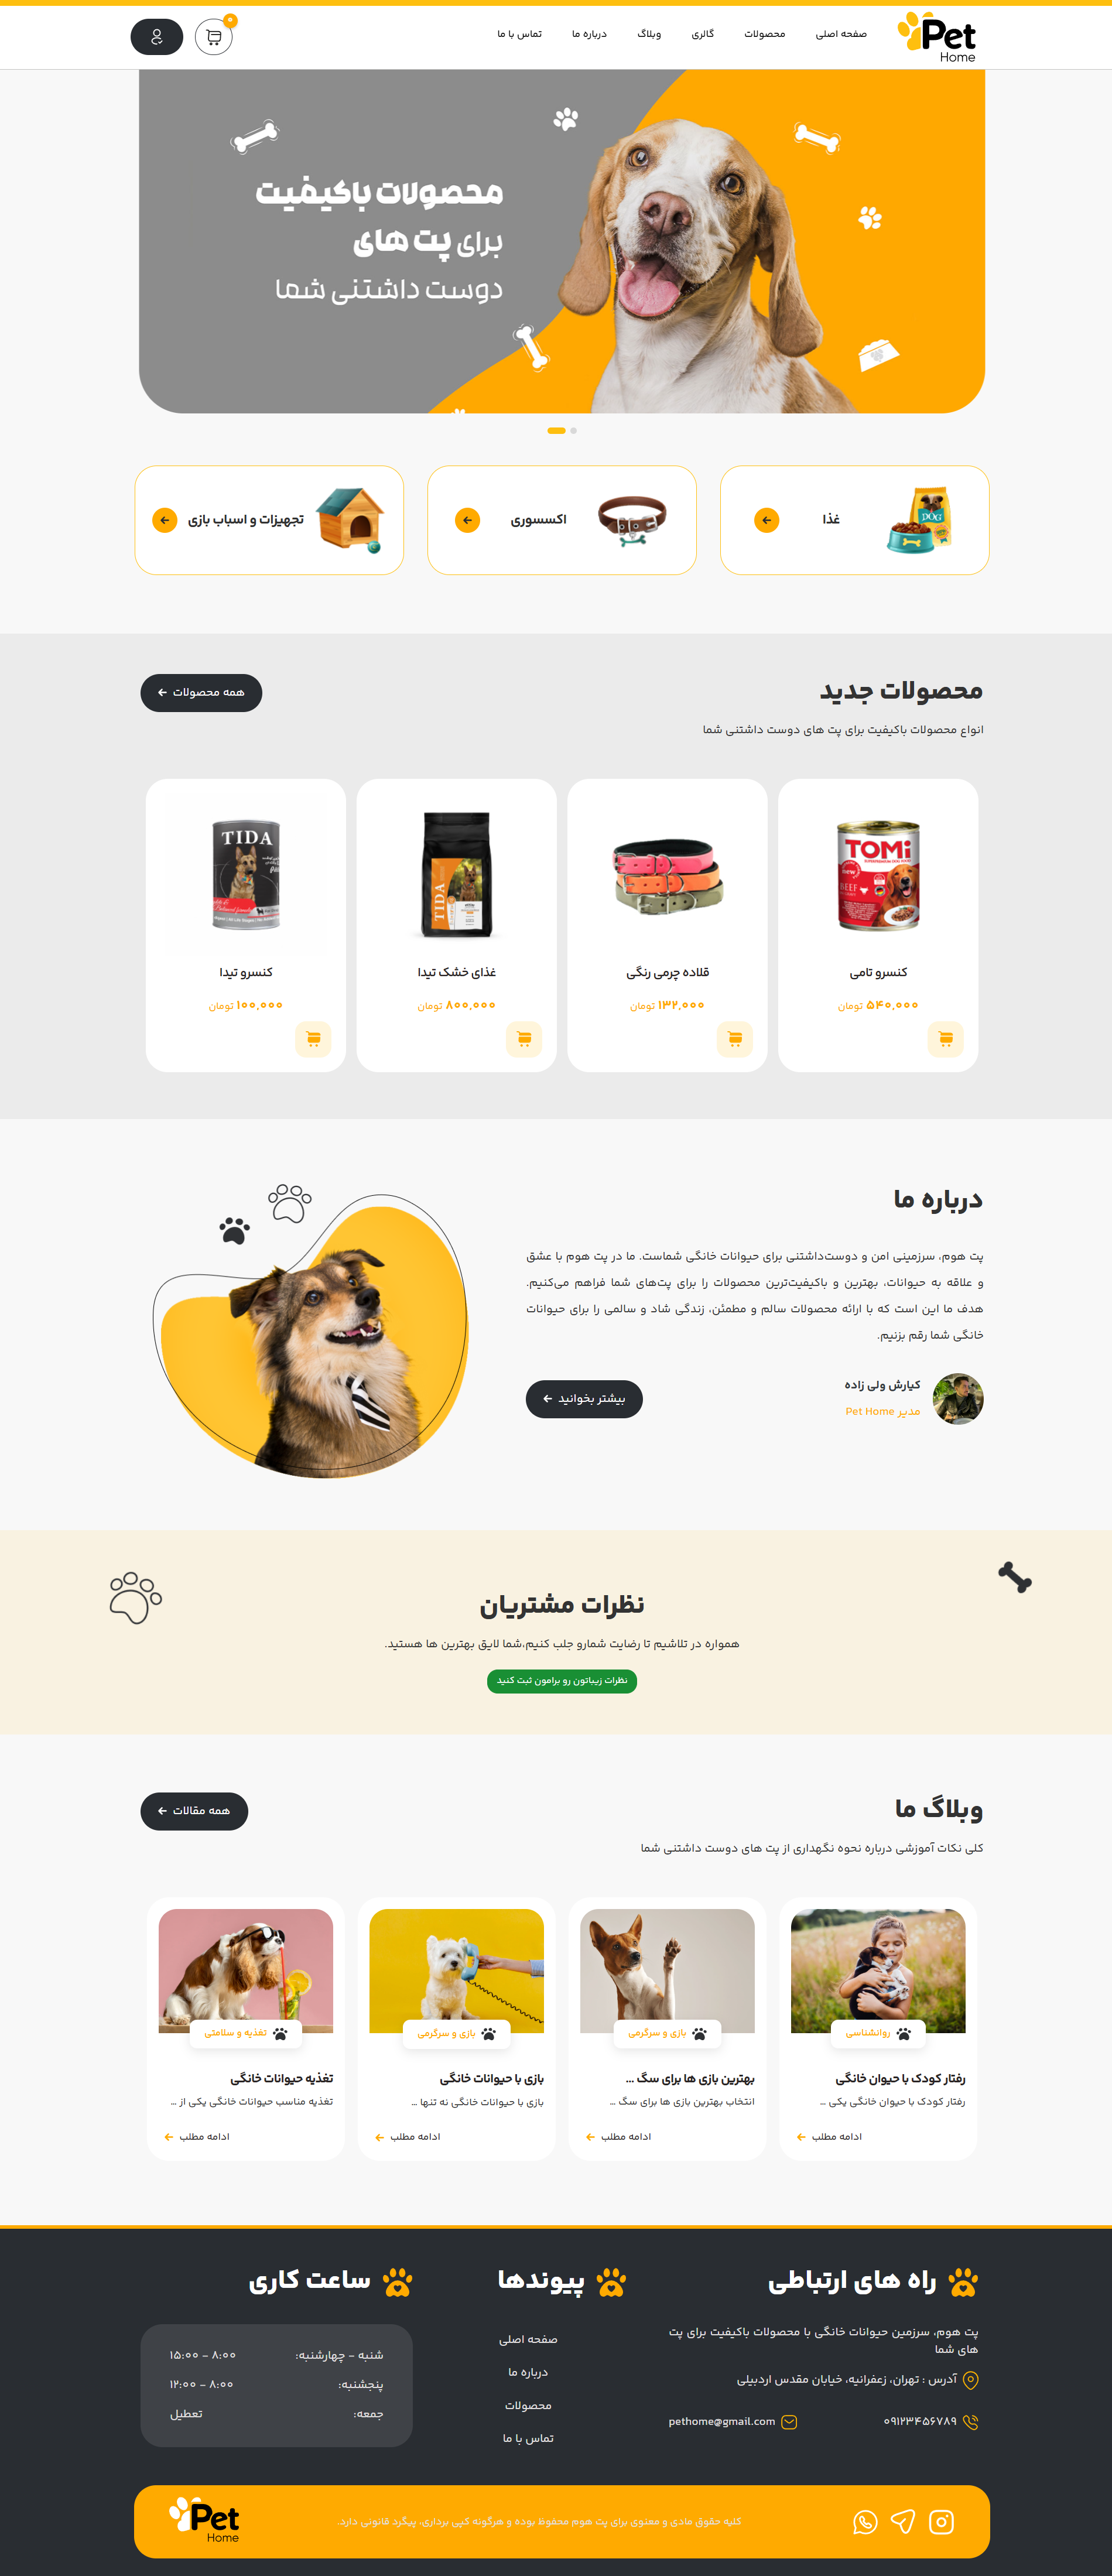 Pet
Home
صفحه اصلی
محصولات
گالری
وبلاگ
درباره ما
تماس با ما
۰
محصولات باکیفیت
برای پت های
دوست داشتنی شما
غذا
اکسسوری
تجهیزات و اسباب بازی
محصولات جدید
همه محصولات
انواع محصولات باکیفیت برای پت های دوست داشتنی شما
TOMi
BEEF
TIDA
TIDA
DOG
کنسرو تامی
۵۴۰,۰۰۰ تومان
قلاده چرمی رنگی
۱۳۲,۰۰۰ تومان
غذای خشک تیدا
۸۰۰,۰۰۰ تومان
کنسرو تیدا
۱۰۰,۰۰۰ تومان
درباره ما
پت هوم، سرزمینی امن و دوست‌داشتنی برای حیوانات خانگی شماست. ما در پت هوم با عشق
و علاقه به حیوانات، بهترین و باکیفیت‌ترین محصولات را برای پت‌های شما فراهم می‌کنیم.
هدف ما این است که با ارائه محصولات سالم و مطمئن، زندگی شاد و سالمی را برای حیوانات
خانگی شما رقم بزنیم.
کیارش ولی زاده
مدیر Pet Home
بیشتر بخوانید
نظرات مشتریان
همواره در تلاشیم تا رضایت شمارو جلب کنیم،شما لایق بهترین ها هستید.
نظرات زیباتون رو برامون ثبت کنید
وبلاگ ما
همه مقالات
کلی نکات آموزشی درباره نحوه نگهداری از پت های دوست داشتنی شما
روانشناسی
رفتار کودک با حیوان خانگی
رفتار کودک با حیوان خانگی یکی ...
ادامه مطلب
بازی و سرگرمی
بهترین بازی ها برای سگ ...
انتخاب بهترین بازی ها برای سگ ...
ادامه مطلب
بازی و سرگرمی
بازی با حیوانات خانگی
بازی با حیوانات خانگی نه تنها ...
ادامه مطلب
تغذیه و سلامتی
تغذیه حیوانات خانگی
تغذیه مناسب حیوانات خانگی یکی از ...
ادامه مطلب
راه های ارتباطی
پت هوم، سرزمین حیوانات خانگی با محصولات باکیفیت برای پت
های شما
آدرس : تهران، زعفرانیه، خیابان مقدس اردبیلی
۰۹۱۲۳۴۵۶۷۸۹
pethome@gmail.com
پیوندها
صفحه اصلی
درباره ما
محصولات
تماس با ما
ساعت کاری
شنبه - چهارشنبه: ۸:۰۰ - ۱۵:۰۰
پنجشنبه: ۸:۰۰ - ۱۲:۰۰
جمعه: تعطیل
کلیه حقوق مادی و معنوی برای پت هوم محفوظ بوده و هرگونه کپی برداری، پیگرد قانونی دارد.
Pet
Home